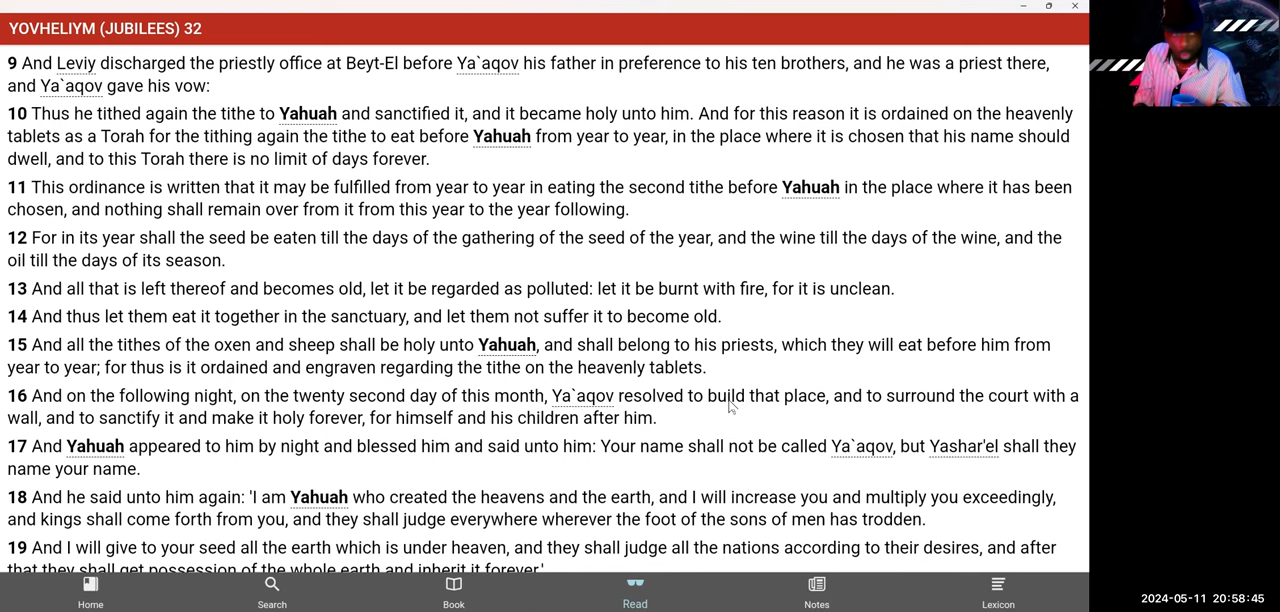 YOVHELIYM (JUBILEES) 32
9 And Leviy discharged the priestly office at Beyt-El before Ya`aqov his father in preference to his ten brothers, and he was a priest there,
and Ya`aqov gave his vow:
10 Thus he tithed again the tithe to Yahuah and sanctified it, and it became holy unto him. And for this reason it is ordained on the heavenly
tablets as a Torah for the tithing again the tithe to eat before Yahuah from year to year, in the place where it is chosen that his name should
dwell, and to this Torah there is no limit of days forever.
11 This ordinance is written that it may be fulfilled from year to year in eating the second tithe before Yahuah in the place where it has been
chosen, and nothing shall remain over from it from this year to the year following.
12 For in its year shall the seed be eaten till the days of the gathering of the seed of the year, and the wine till the days of the wine, and the
oil till the days of its season.
13 And all that is left thereof and becomes old, let it be regarded as polluted: let it be burnt with fire, for it is unclean.
14 And thus let them eat it together in the sanctuary, and let them not suffer it to become old.
15 And all the tithes of the oxen and sheep shall be holy unto Yahuah, and shall belong to his priests, which they will eat before him from
year to year; for thus is it ordained and engraven regarding the tithe on the heavenly tablets.
16 And on the following night, on the twenty second day of this month, Ya`aqov resolved to build that place, and to surround the court with a
wall, and to sanctify it and make it holy forever, for himself and his children after him.
17 And Yahuah appeared to him by night and blessed him and said unto him: Your name shall not be called Ya`aqov, but Yashar'el shall they
name your name.
18 And he said unto him again: 'I am Yahuah who created the heavens and the earth, and I will increase you and multiply you exceedingly,
and kings shall come forth from you, and they shall judge everywhere wherever the foot of the sons of men has trodden.
19 And I will give to your seed all the earth which is under heaven, and they shall judge all the nations according to their desires, and after
that they shall get possession of the whole earth and inherit it forever.'
Home Search Book Read Notes Lexicon
2024-05-11 20:58:45